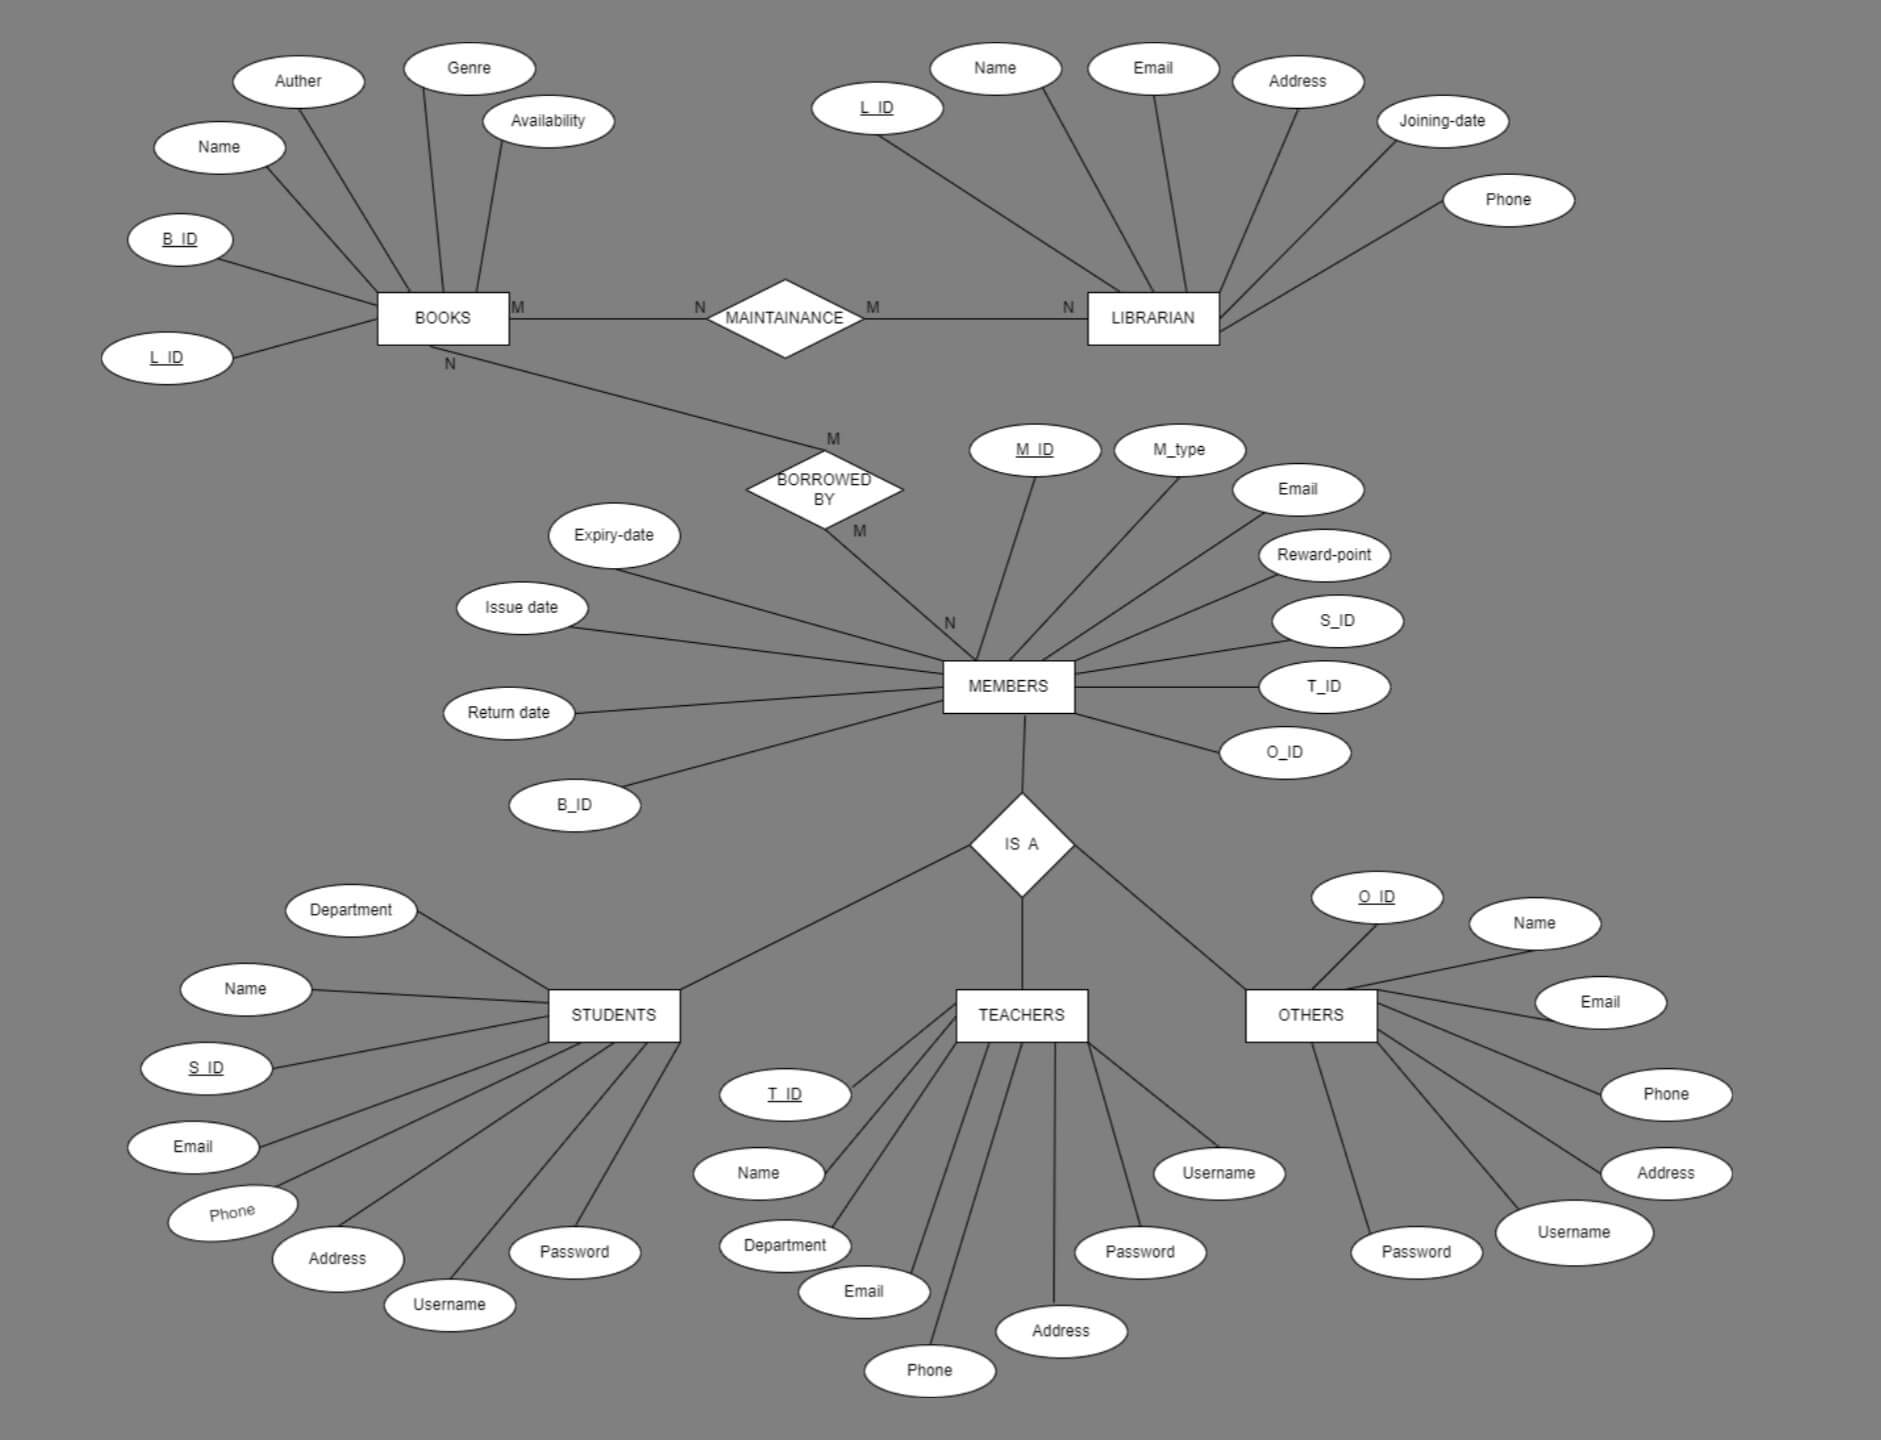 Auther
Genre
Name
Email
Address
Availability
L_ID
Joining-date
Name
Phone
B_ID
BOOKS
M
N
MAINTAINANCE
M
N
LIBRARIAN
L_ID
N
M
BORROWED
BY
M
N
M_ID
M_type
Email
Expiry-date
Reward-point
Issue date
S_ID
MEMBERS
T_ID
Return date
O_ID
B_ID
IS A
Department
O_ID
Name
Name
Email
STUDENTS
TEACHERS
OTHERS
S_ID
T_ID
Phone
Email
Name
Username
Address
Phone
Department
Password
Password
Username
Address
Email
Username
Address
Phone